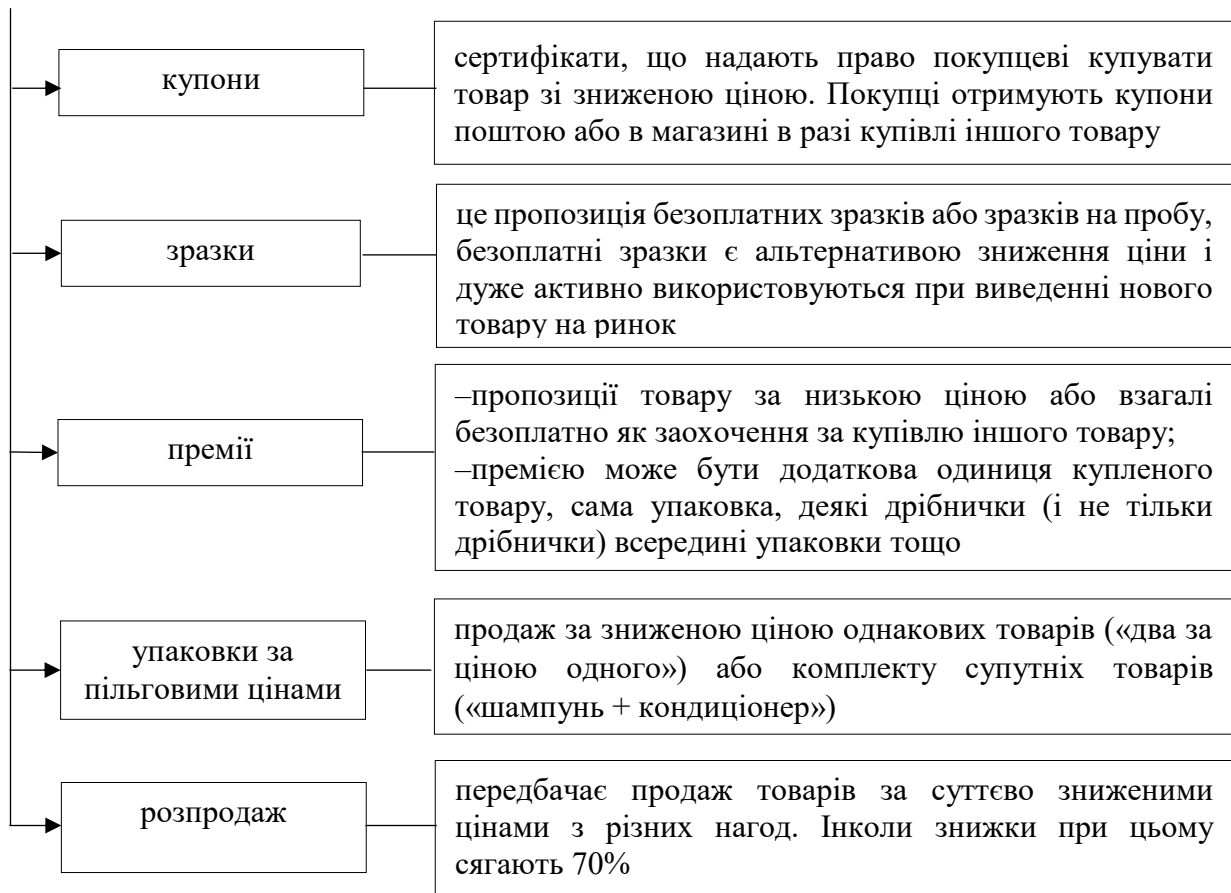 купони
сертифікати, що надають право покупцеві купувати
товар зі зниженою ціною. Покупці отримують купони
поштою або в магазині в разі купівлі іншого товару
зразки
це пропозиція безоплатних зразків або зразків на пробу,
безоплатні зразки є альтернативою зниження ціни і
дуже активно використовуються при виведенні нового
товару на ринок
премії
–пропозиції товару за низькою ціною або взагалі
безоплатно як заохочення за купівлю іншого товару;
–премією може бути додаткова одиниця купленого
товару, сама упаковка, деякі дрібнички (і не тільки
дрібнички) всередині упаковки тощо
упаковки за
пільговими цінами
продаж за зниженою ціною однакових товарів («два за
ціною одного») або комплекту супутніх товарів
(«шампунь + кондиціонер»)
розпродаж
передбачає продаж товарів за суттєво зниженими
цінами з різних нагод. Інколи знижки при цьому
сягають 70%